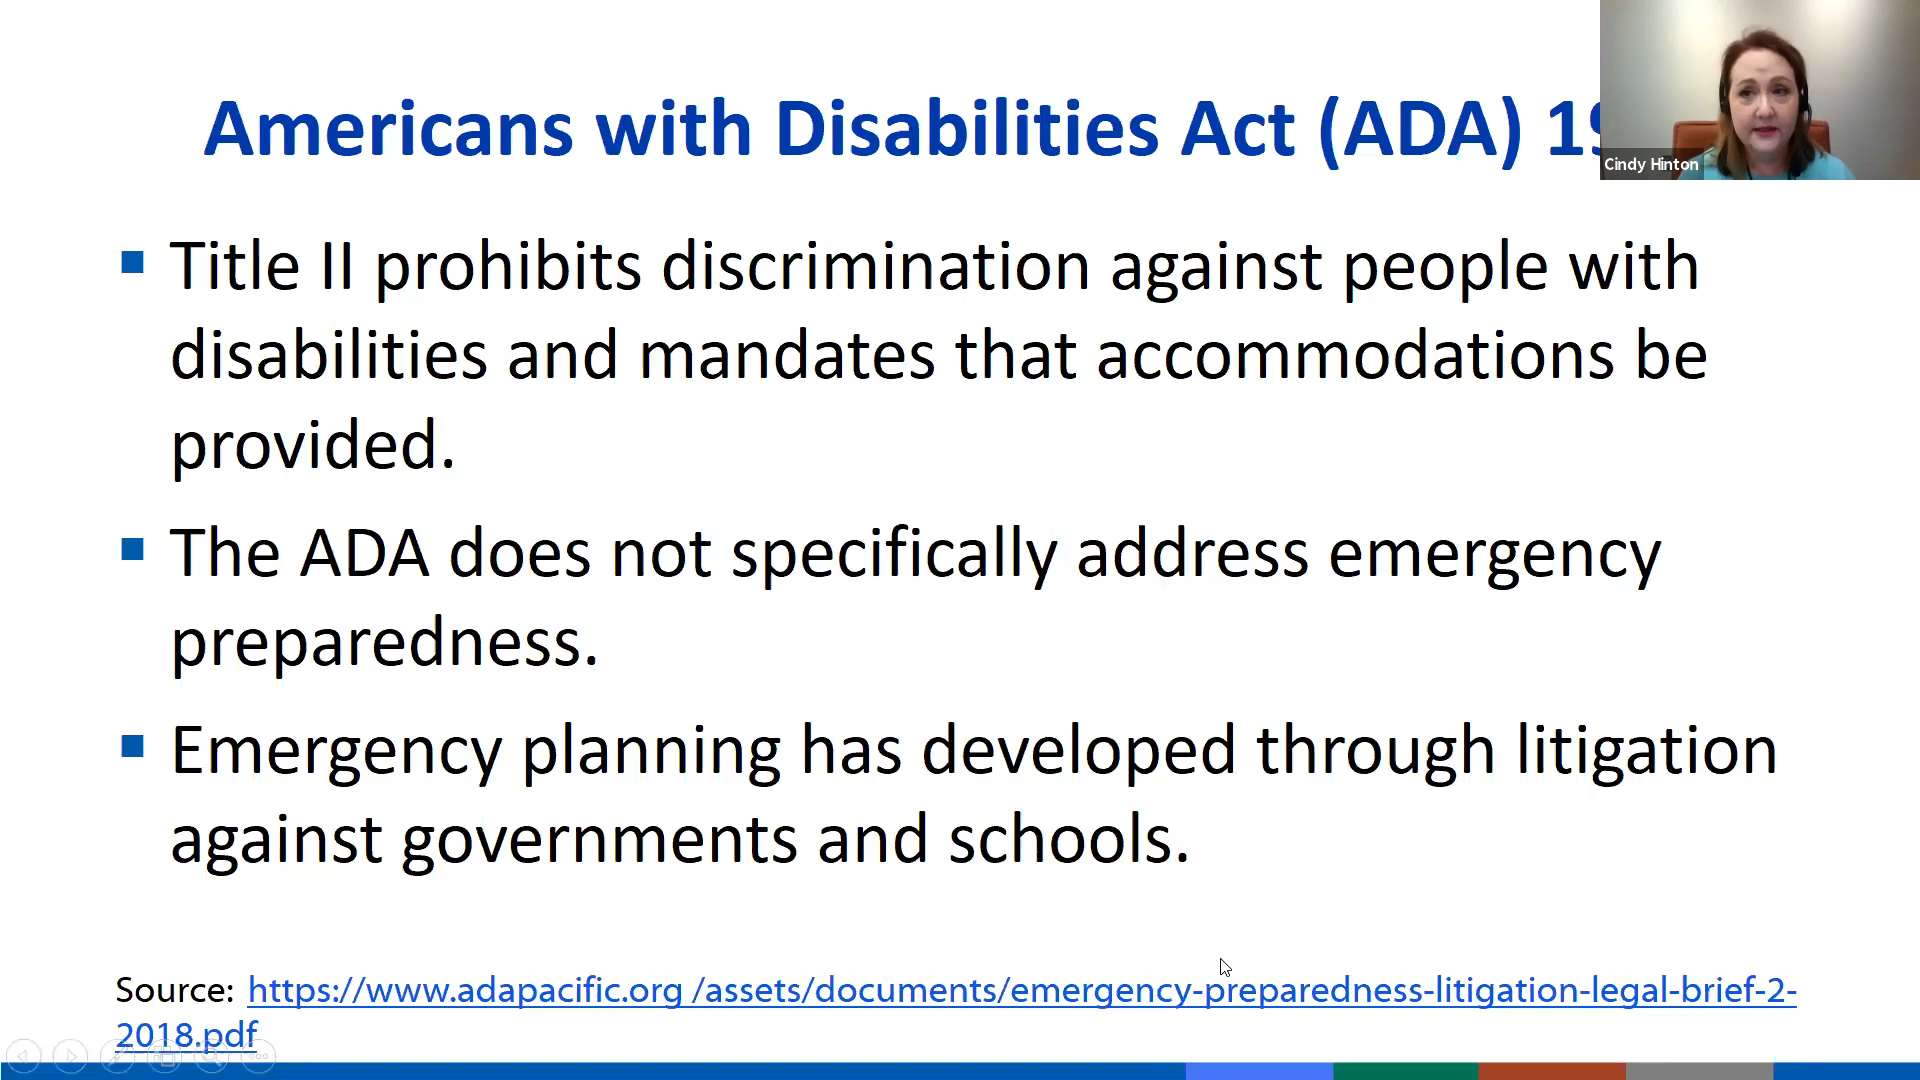 Americans with Disabilities Act (ADA) 19
Cindy Hinton
Title II prohibits discrimination against people with
disabilities and mandates that accommodations be
provided.
The ADA does not specifically address emergency
preparedness.
Emergency planning has developed through litigation
against governments and schools.
Source: https://www.adapacific.org /assets/documents/emergency-preparedness-litigation-legal-brief-2-
2018.pdf